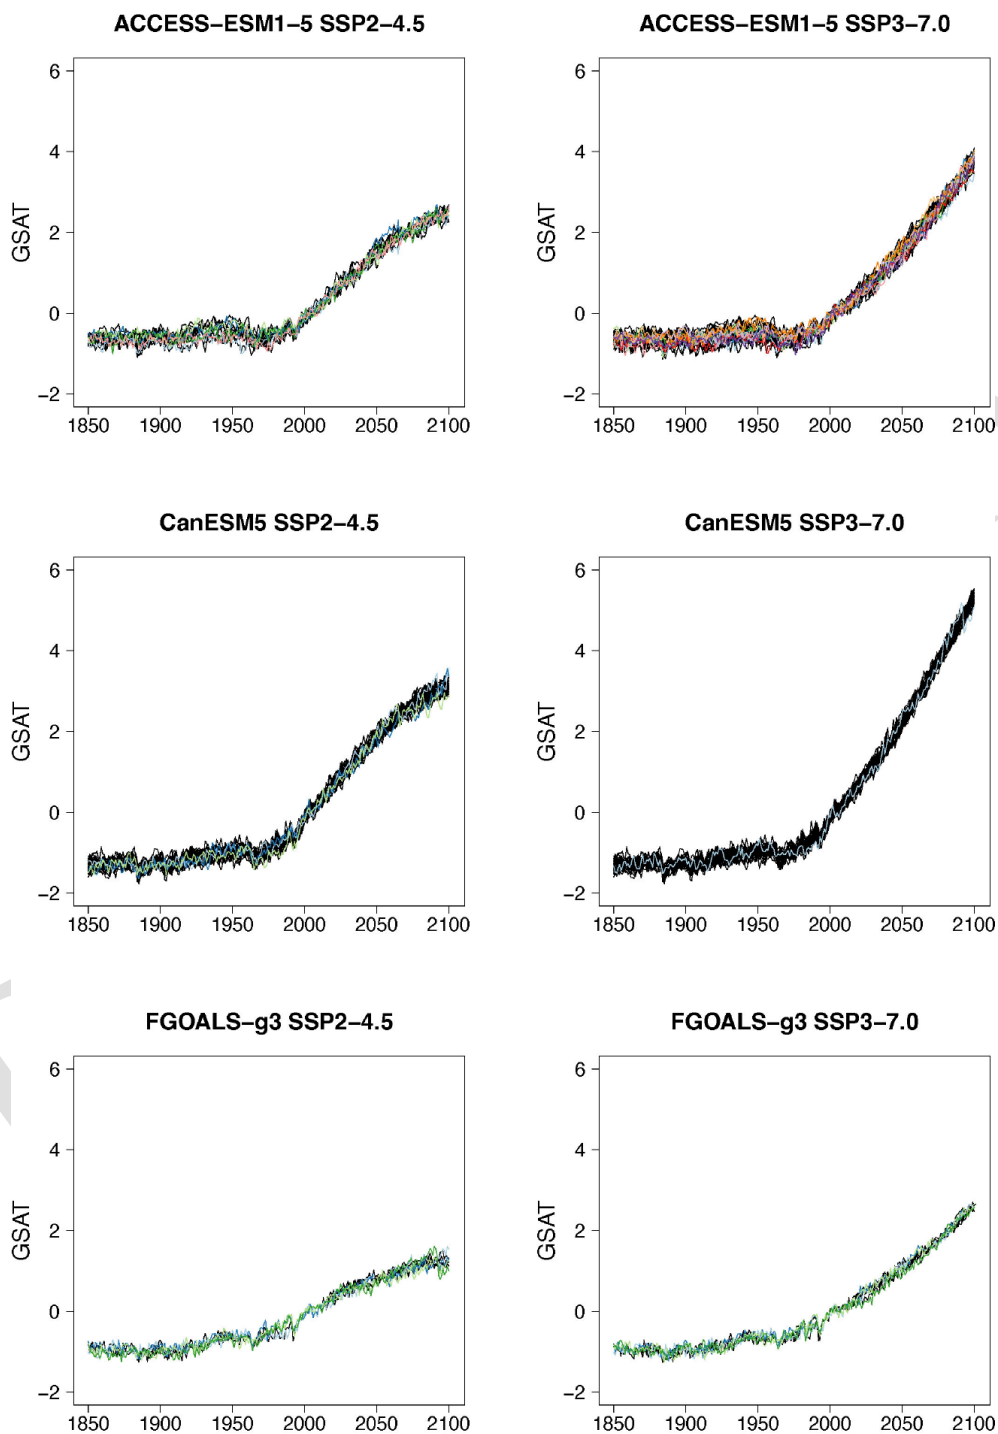 ACCESS−ESM1−5 SSP2−4.5
6
4
2
0
−2
GSAT
1850 1900 1950 2000 2050 2100
ACCESS−ESM1−5 SSP3−7.0
6
4
2
0
−2
GSAT
1850 1900 1950 2000 2050 2100
CanESM5 SSP2−4.5
6
4
2
0
−2
GSAT
1850 1900 1950 2000 2050 2100
CanESM5 SSP3−7.0
6
4
2
0
−2
GSAT
1850 1900 1950 2000 2050 2100
FGOALS−g3 SSP2−4.5
6
4
2
0
−2
GSAT
1850 1900 1950 2000 2050 2100
FGOALS−g3 SSP3−7.0
6
4
2
0
−2
GSAT
1850 1900 1950 2000 2050 2100